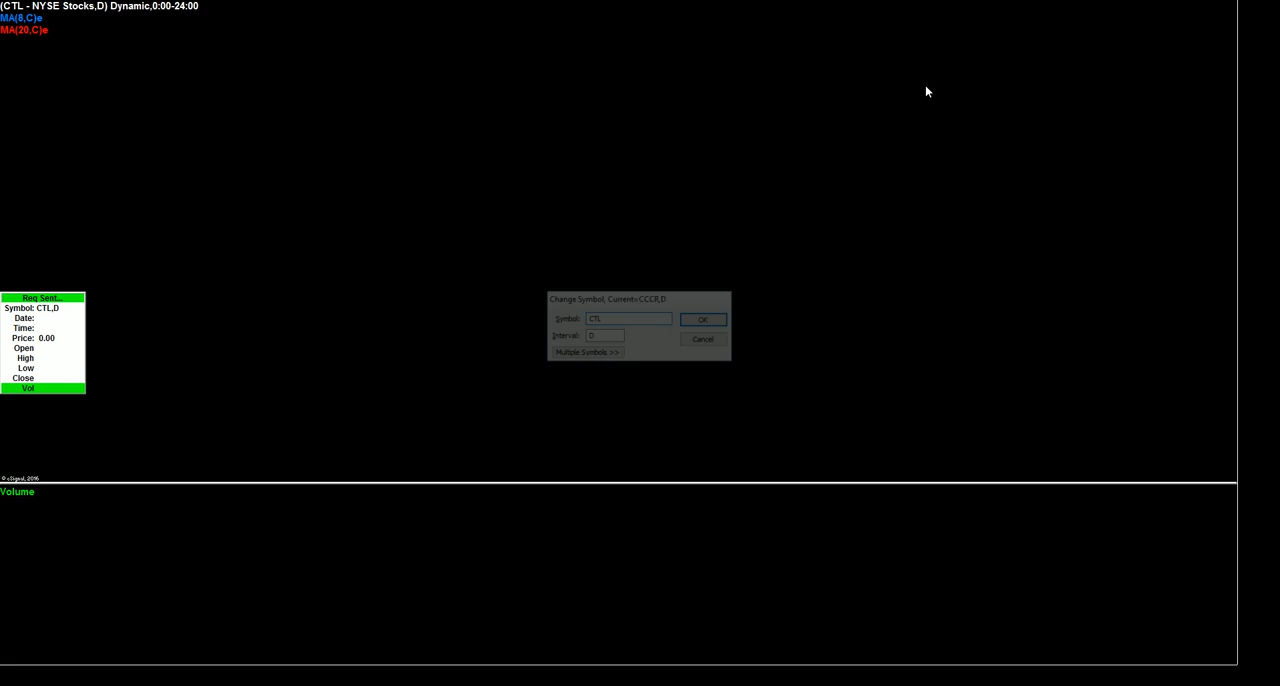 (CTL - NYSE Stocks,D) Dynamic,0:00-24:00
MA(8,C)e
MA(20,C)e
Req Sent...
Symbol: CTL,D
Date:
Time:
Price: 0.00
Open
High
Low
Close
Vol
Change Symbol, Current=CCCR,D
Symbol: CTL OK
Interval: D Cancel
Multiple Symbols >>
© eSignal, 2016
Volume